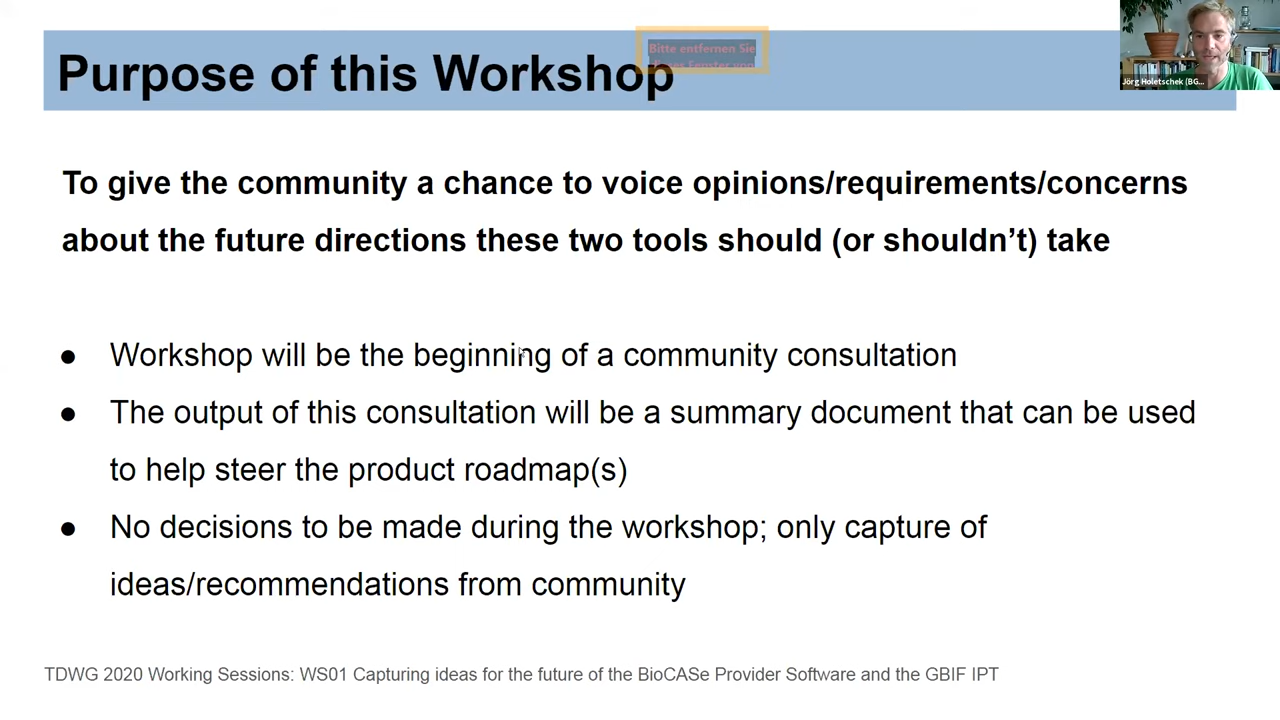 Bitte entfernen Sie
dieses Fenster von
Purpose of this Workshop
Jörg Holetschek (BG...
To give the community a chance to voice opinions/requirements/concerns
about the future directions these two tools should (or shouldn’t) take
● Workshop will be the beginning of a community consultation
● The output of this consultation will be a summary document that can be used
to help steer the product roadmap(s)
● No decisions to be made during the workshop; only capture of
ideas/recommendations from community
TDWG 2020 Working Sessions: WS01 Capturing ideas for the future of the BioCASe Provider Software and the GBIF IPT